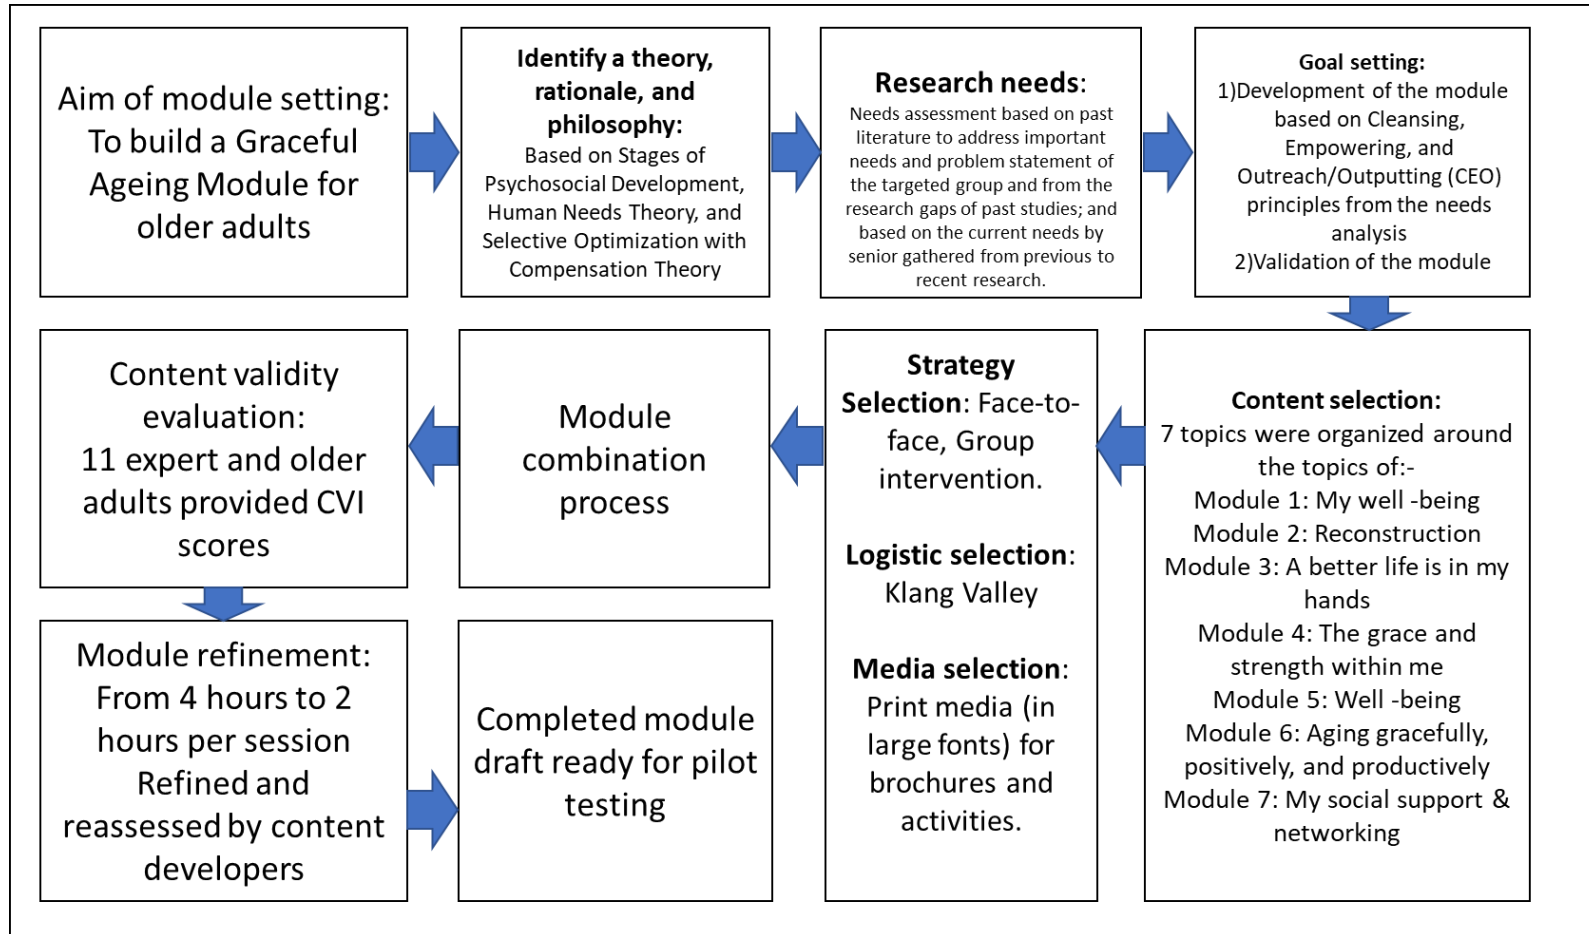 Aim of module setting:
To build a Graceful
Ageing Module for
older adults
Identify a theory,
rationale, and
philosophy:
Based on Stages of
Psychosocial Development,
Human Needs Theory, and
Selective Optimization with
Compensation Theory
Research needs:
Needs assessment based on past
literature to address important
needs and problem statement of
the targeted group and from the
research gaps of past studies; and
based on the current needs by
senior gathered from previous to
recent research.
Goal setting:
1)Development of the module
based on Cleansing,
Empowering, and
Outreach/Outputting (CEO)
principles from the needs
analysis
2)Validation of the module
Content selection:
7 topics were organized around
the topics of:-
Module 1: My well -being
Module 2: Reconstruction
Module 3: A better life is in my
hands
Module 4: The grace and
strength within me
Module 5: Well -being
Module 6: Aging gracefully,
positively, and productively
Module 7: My social support &
networking
Strategy
Selection: Face-to-
face, Group
intervention.
Logistic selection:
Klang Valley
Media selection:
Print media (in
large fonts) for
brochures and
activities.
Module
combination
process
Content validity
evaluation:
11 expert and older
adults provided CVI
scores
Module refinement:
From 4 hours to 2
hours per session
Refined and
reassessed by content
developers
Completed module
draft ready for pilot
testing